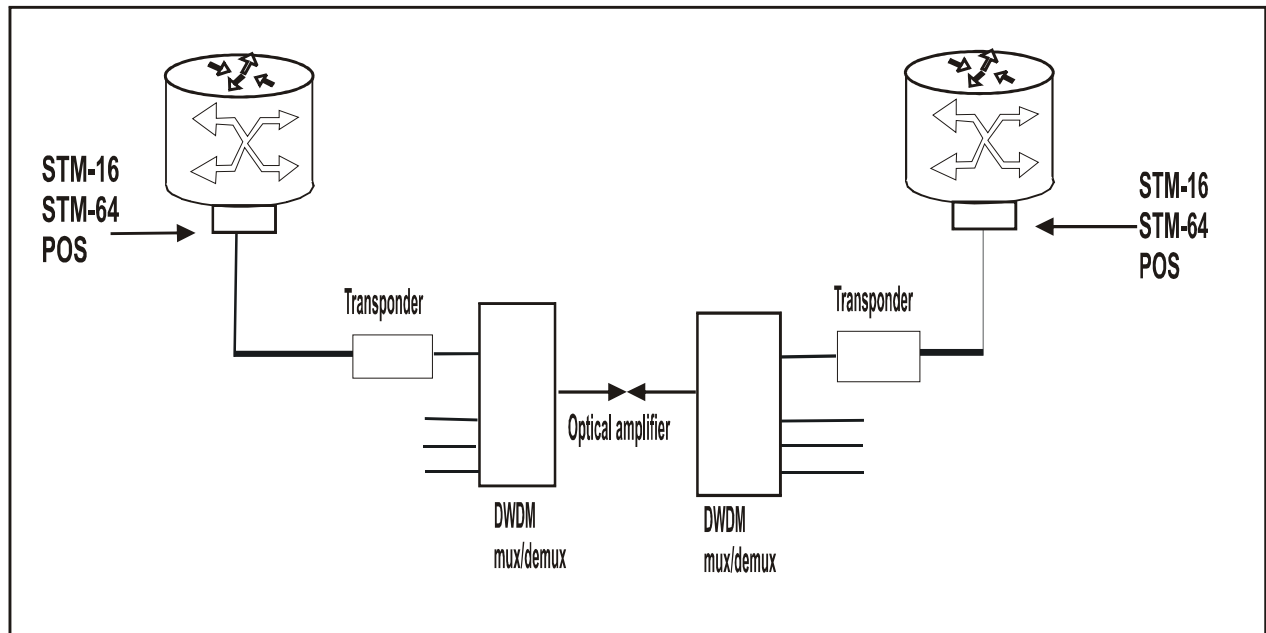 STM-16
STM-64
POS
STM-16
STM-64
POS
Transponder
Transponder
Optical amplifier
DWDM
mux/demux
DWDM
mux/demux